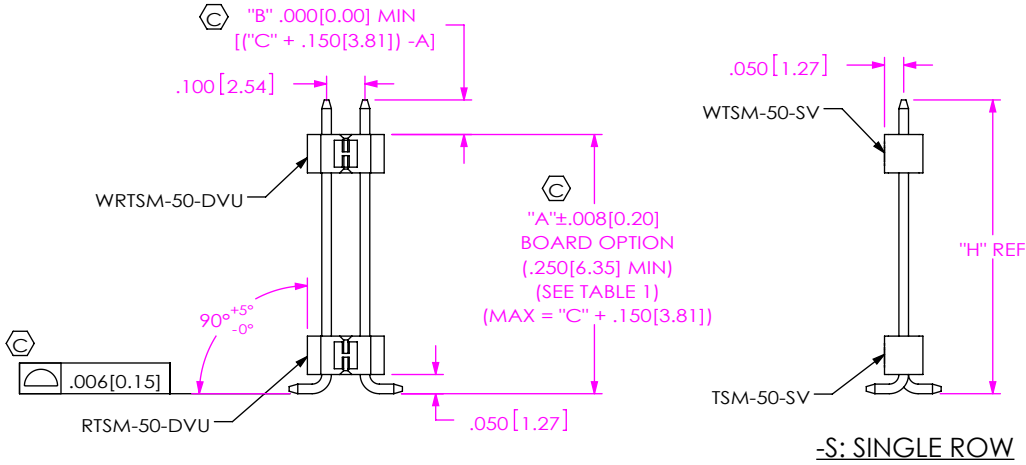 C
"B" .000[0.00] MIN
[("C" + .150[3.81]) -A]
.100[2.54]
WRTSM-50-DVU
C
"A"±.008[0.20]
BOARD OPTION
(.250[6.35] MIN)
(SEE TABLE 1)
(MAX = "C" + .150[3.81])
90° +5° -0°
C
.006[0.15]
RTSM-50-DVU
.050[1.27]
.050[1.27]
WTSM-50-SV
"H" REF
TSM-50-SV
-S: SINGLE ROW